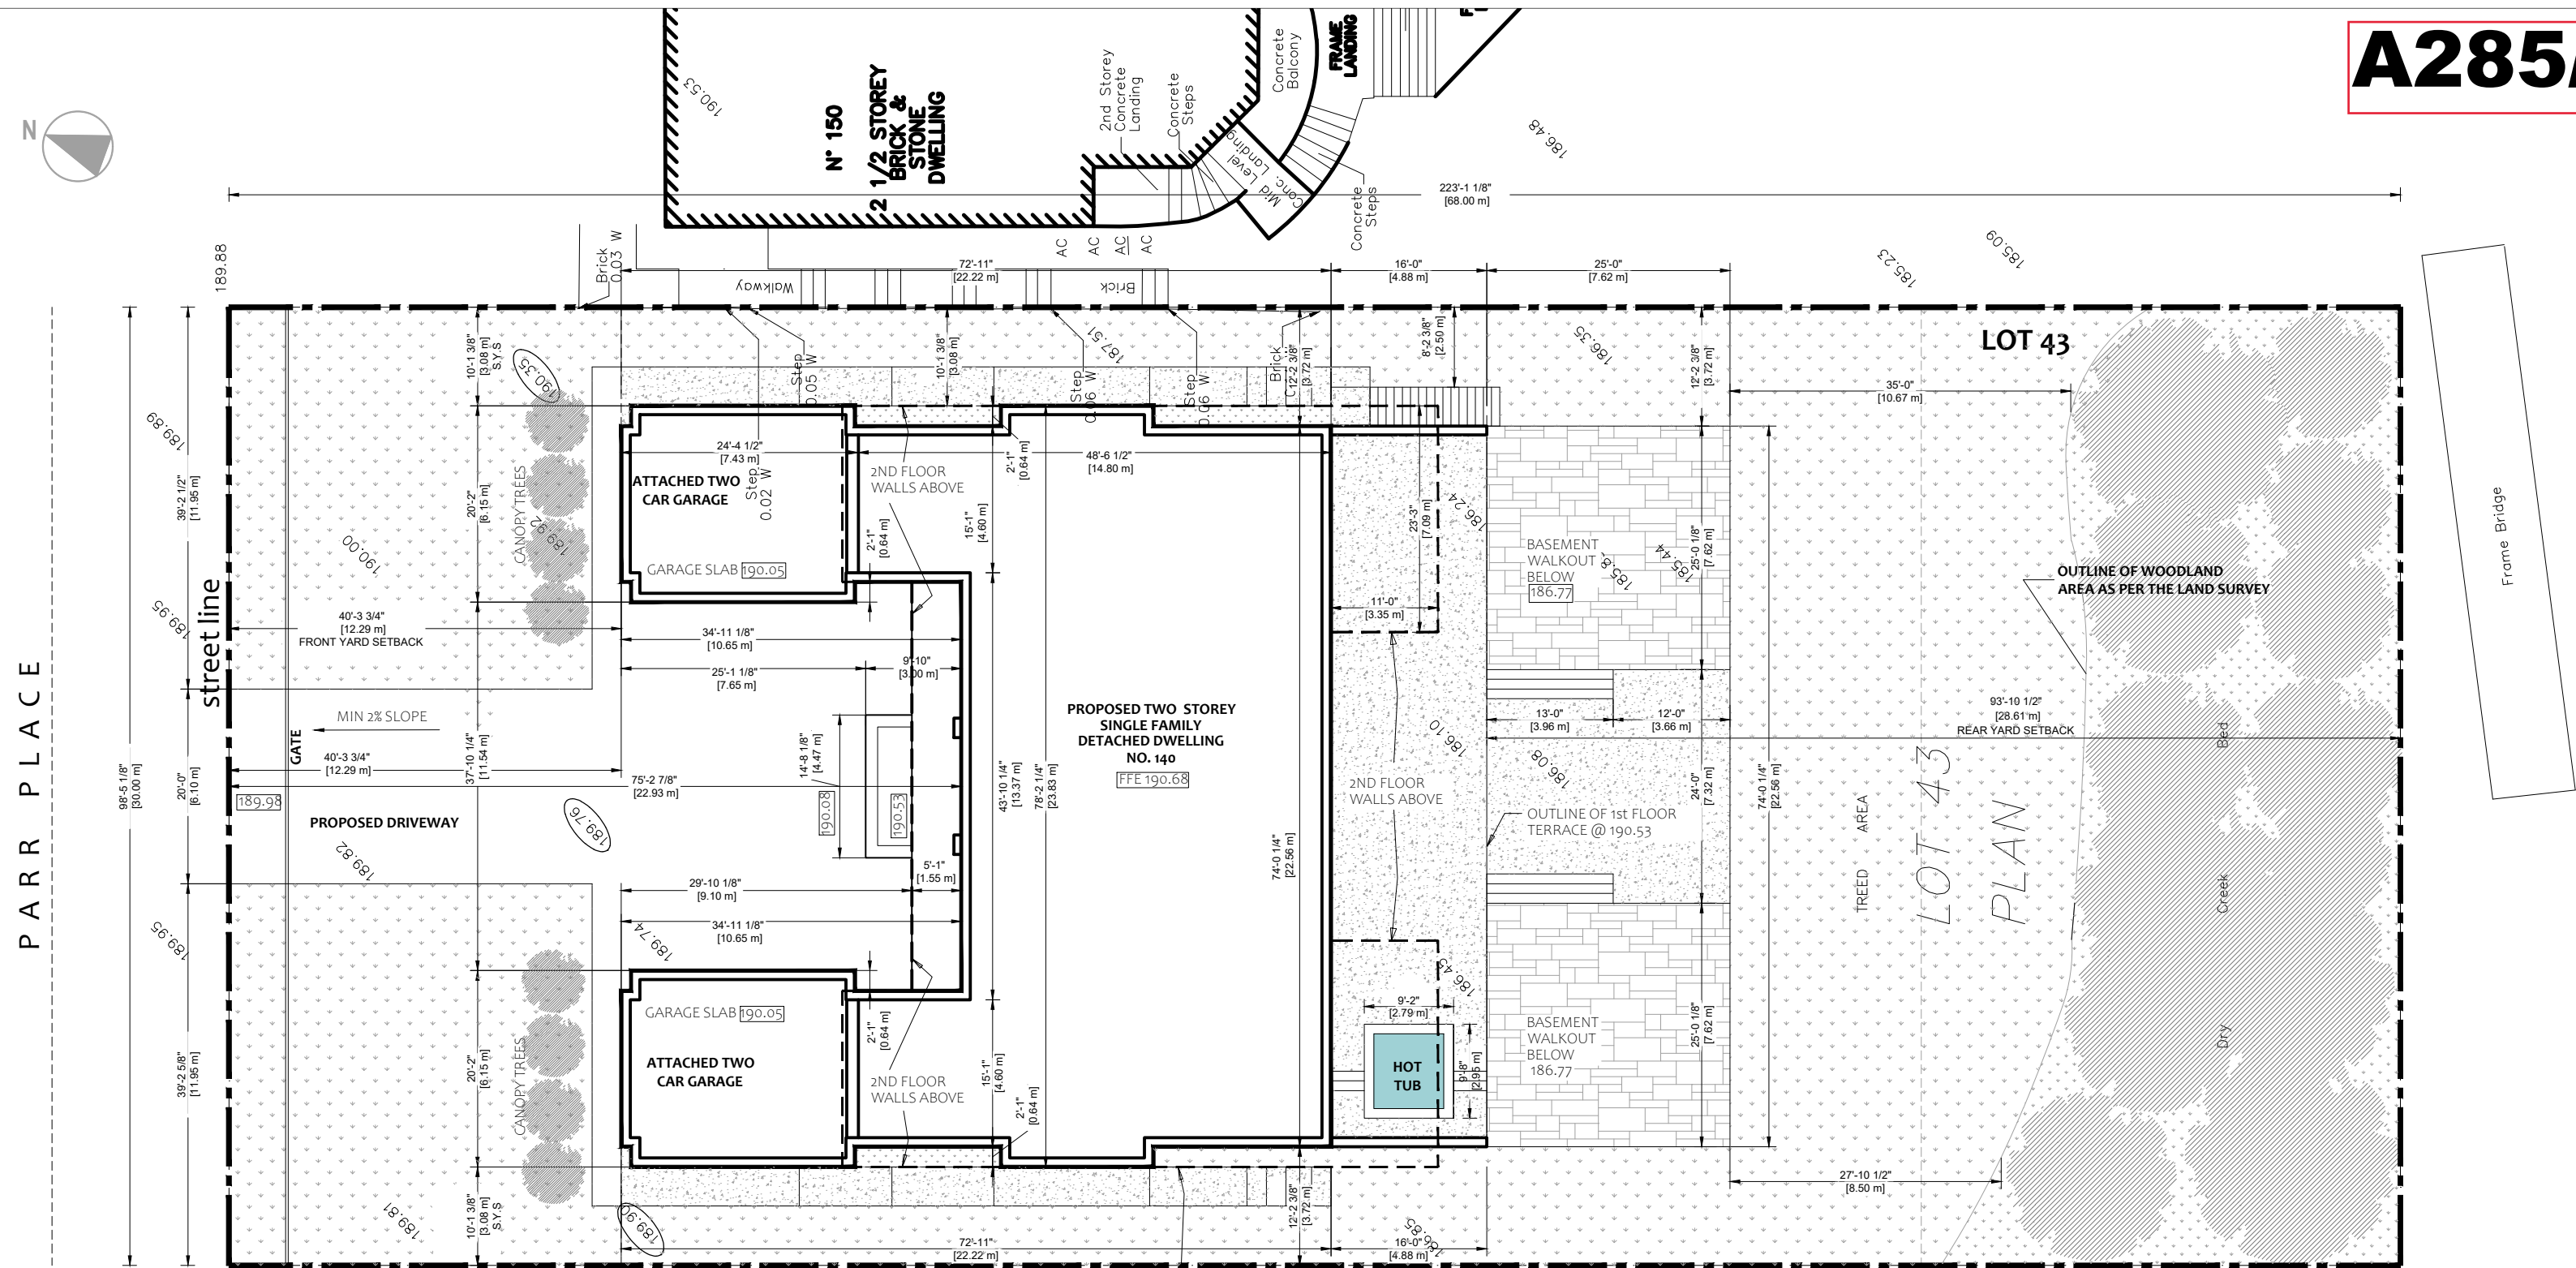 A285/
N
190.53
N° 150
2 1/2 STOREY
BRICK &
STONE
DWELLING
2nd Storey
Concrete
Landing
Concrete
Steps
Concrete
Balcony
FRAME
LANDING
Mid Level
Conc. Landing
Concrete
Steps
186.48
223'-1 1/8"
[68.00 m]
189.88
Brick
0.03 W
AC
AC
AC
AC
72'-11"
[22.22 m]
16'-0"
[4.88 m]
25'-0"
[7.62 m]
Walkway
Brick
185.23
185.09
Frame Bridge
LOT 43
35'-0"
[10.67 m]
10'-1 3/8"
[3.08 m]
S.Y.S
190.35
Step
0.05 W
10'-1 3/8"
[3.08 m]
187.51
Step
0.06 W
Step
0.06 W
Brick
12'-2 3/8"
[3.72 m]
8'-2 3/8"
[2.50 m]
186.35
12'-2 3/8"
[3.72 m]
189.89
39'-2 1/2"
[11.95 m]
20'-2"
[6.15 m]
CANOPY TREES
189.92
190.00
24'-4 1/2"
[7.43 m]
48'-6 1/2"
[14.80 m]
ATTACHED TWO
CAR GARAGE
Step
0.02 W
2ND FLOOR
WALLS ABOVE
2'-1"
[0.64 m]
15'-1"
[4.60 m]
2'-1"
[0.64 m]
GARAGE SLAB 190.05
23'-3"
[7.09 m]
186.24
11'-0"
[3.35 m]
BASEMENT
WALKOUT
BELOW
186.77
185.44
25'-0 1/8"
[7.62 m]
OUTLINE OF WOODLAND
AREA AS PER THE LAND SURVEY
189.95
street line
40'-3 3/4"
[12.29 m]
FRONT YARD SETBACK
34'-11 1/8"
[10.65 m]
25'-1 1/8"
[7.65 m]
9'-10"
[3.00 m]
PARR PLACE
98'-5 1/8"
[30.00 m]
20'-0"
[6.10 m]
MIN 2% SLOPE
GATE
40'-3 3/4"
[12.29 m]
37'-10 1/4"
[11.54 m]
75'-2 7/8"
[22.93 m]
14'-8 1/8"
[4.47 m]
190.08
190.53
43'-10 1/4"
[13.37 m]
78'-2 1/4"
[23.83 m]
PROPOSED TWO STOREY
SINGLE FAMILY
DETACHED DWELLING
NO. 140
FFE 190.68
189.98
PROPOSED DRIVEWAY
189.76
189.82
2ND FLOOR
WALLS ABOVE
186.10
186.08
13'-0"
[3.96 m]
12'-0"
[3.66 m]
93'-10 1/2"
[28.61 m]
REAR YARD SETBACK
OUTLINE OF 1st FLOOR
TERRACE @ 190.53
24'-0"
[7.32 m]
74'-0 1/4"
[22.56 m]
74'-0 1/4"
[22.56 m]
TREED AREA
LOT 43
PLAN
Dry Creek Bed
5'-1"
[1.55 m]
29'-10 1/8"
[9.10 m]
34'-11 1/8"
[10.65 m]
189.74
189.95
39'-2 5/8"
[11.95 m]
20'-2"
[6.15 m]
CANOPY TREES
GARAGE SLAB 190.05
2'-1"
[0.64 m]
ATTACHED TWO
CAR GARAGE
2ND FLOOR
WALLS ABOVE
15'-1"
[4.60 m]
2'-1"
[0.64 m]
186.45
9'-2"
[2.79 m]
HOT
TUB
9'-8"
[2.95 m]
BASEMENT
WALKOUT
BELOW
186.77
25'-0 1/8"
[7.62 m]
27'-10 1/2"
[8.50 m]
189.81
10'-1 3/8"
[3.08 m]
S.Y.S
189.90
72'-11"
[22.22 m]
12'-2 3/8"
[3.72 m]
16'-0"
[4.88 m]
186.85